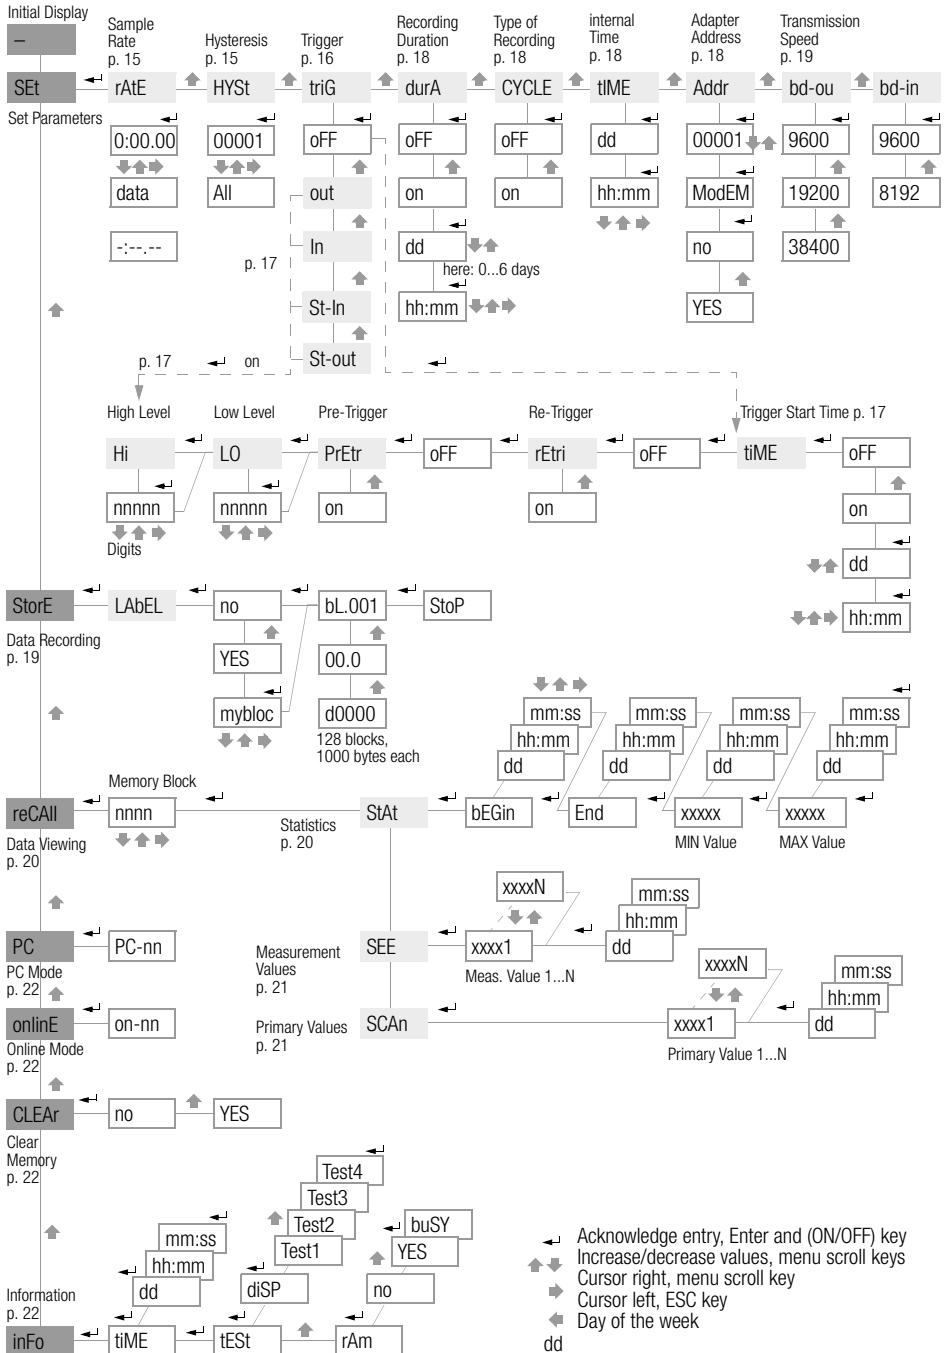 Initial Display
–
Sample Rate p. 15
Hysteresis p. 15
Trigger p. 16
Recording Duration p. 18
Type of Recording p. 18
internal Time p. 18
Adapter Address p. 18
Transmission Speed p. 19
SEt rAtE HYSt triG durA CYCLE tIME Addr bd-ou bd-in
Set Parameters
0:00.00 00001 oFF oFF oFF dd 00001 9600 9600
data All out on on hh:mm ModEM 19200 8192
-:--.-- In dd no 38400
p. 17
here: 0...6 days
St-In hh:mm YES
St-out
p. 17 on
High Level Low Level Pre-Trigger Re-Trigger Trigger Start Time p. 17
Hi LO PrEtr oFF rEtri oFF tiME oFF
nnnnn nnnnn on on on
Digits
dd
hh:mm
StorE LAbEL no bL.001 StoP
Data Recording
p. 19
YES 00.0
mybloc d0000
128 blocks,
1000 bytes each
mm:ss mm:ss mm:ss mm:ss
hh:mm hh:mm hh:mm hh:mm
dd dd dd dd
Memory Block
reCAll nnnn StAt bEGin End xxxxx xxxxx
Data Viewing
p. 20
Statistics
p. 20
MIN Value MAX Value
xxxxN mm:ss
hh:mm
PC PC-nn SEE xxxx1 dd
PC Mode
p. 22
Measurement
Values
p. 21
Meas. Value 1...N
xxxxN mm:ss
hh:mm
onlinE on-nn
Primary Values
p. 21
SCAn xxxx1 dd
Online Mode
p. 22
Primary Value 1...N
CLEAr no YES
Clear
Memory
p. 22
Test4
Test3
mm:ss Test2 buSY
hh:mm Test1 YES
dd diSP no
Information
p. 22
inFo tiME tESt rAm
Acknowledge entry, Enter and (ON/OFF) key
Increase/decrease values, menu scroll keys
Cursor right, menu scroll key
Cursor left, ESC key
Day of the week
dd